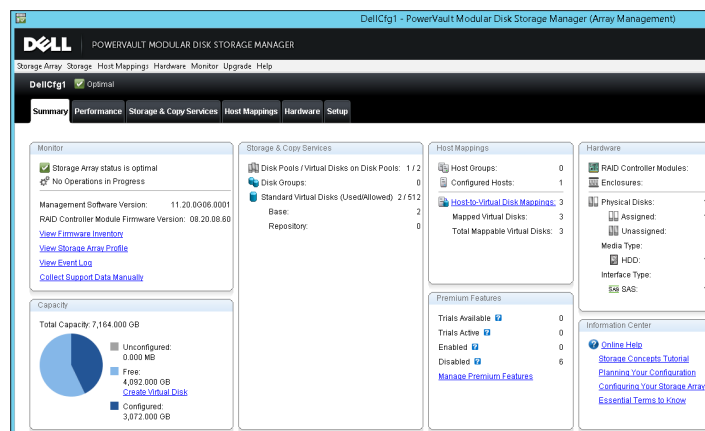 DellCfg1 - PowerVault Modular Disk Storage Manager (Array Management)
DELL POWERVAULT MODULAR DISK STORAGE MANAGER
Storage Array Storage Host Mappings Hardware Monitor Upgrade Help
DellCfg1 Optimal
Summary Performance Storage & Copy Services Host Mappings Hardware Setup
Monitor
Storage Array status is optimal
No Operations in Progress
Management Software Version: 11.20.0G06.0001
RAID Controller Module Firmware Version: 08.20.08.60
View Firmware Inventory
View Storage Array Profile
View Event Log
Collect Support Data Manually
Capacity
Total Capacity: 7,164.000 GB
Unconfigured:
0.000 MB
Free:
4,092.000 GB
Create Virtual Disk
Configured:
3,072.000 GB
Storage & Copy Services
Disk Pools / Virtual Disks on Disk Pools: 1 / 2
Disk Groups: 0
Standard Virtual Disks (Used/Allowed) 2 / 512
Base: 2
Repository: 0
Host Mappings
Host Groups: 0
Configured Hosts: 1
Host-to-Virtual Disk Mappings: 3
Mapped Virtual Disks: 3
Total Mappable Virtual Disks: 3
Premium Features
Trials Available ? 0
Trials Active ? 0
Enabled ? 0
Disabled ? 6
Manage Premium Features
Hardware
RAID Controller Modules:
Enclosures:
Physical Disks:
Assigned:
Unassigned:
Media Type:
HDD:
Interface Type:
SAS SAS:
Information Center
? Online Help
Storage Concepts Tutorial
Planning Your Configuration
Configuring Your Storage Array
Essential Terms to Know